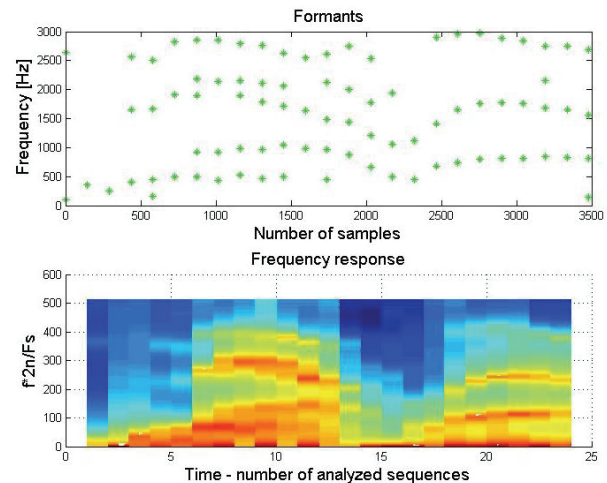 Formants
Frequency [Hz]
3000
2500
2000
1500
1000
500
0
0 500 1000 1500 2000 2500 3000 3500
Number of samples
Frequency response
f*2n/Fs
600
500
400
300
200
100
0
0 5 10 15 20 25
Time - number of analyzed sequences